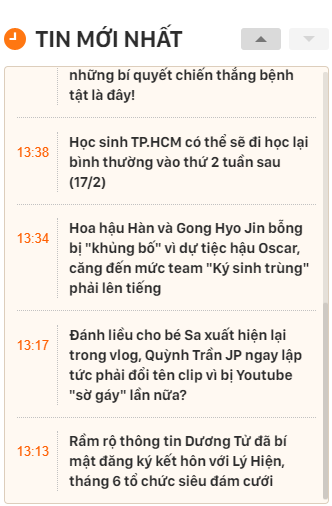 TIN MỚI NHẤT
những bí quyết chiến thắng bệnh
tật là đây!
13:38
Học sinh TP.HCM có thể sẽ đi học lại
bình thường vào thứ 2 tuần sau
(17/2)
13:34
Hoa hậu Hàn và Gong Hyo Jin bỗng
bị "khủng bố" vì dự tiệc hậu Oscar,
căng đến mức team "Ký sinh trùng"
phải lên tiếng
13:17
Đánh liều cho bé Sa xuất hiện lại
trong vlog, Quỳnh Trần JP ngay lập
tức phải đổi tên clip vì bị Youtube
"sờ gáy" lần nữa?
13:13
Rầm rộ thông tin Dương Tử đã bí
mật đăng ký kết hôn với Lý Hiện,
tháng 6 tổ chức siêu đám cưới